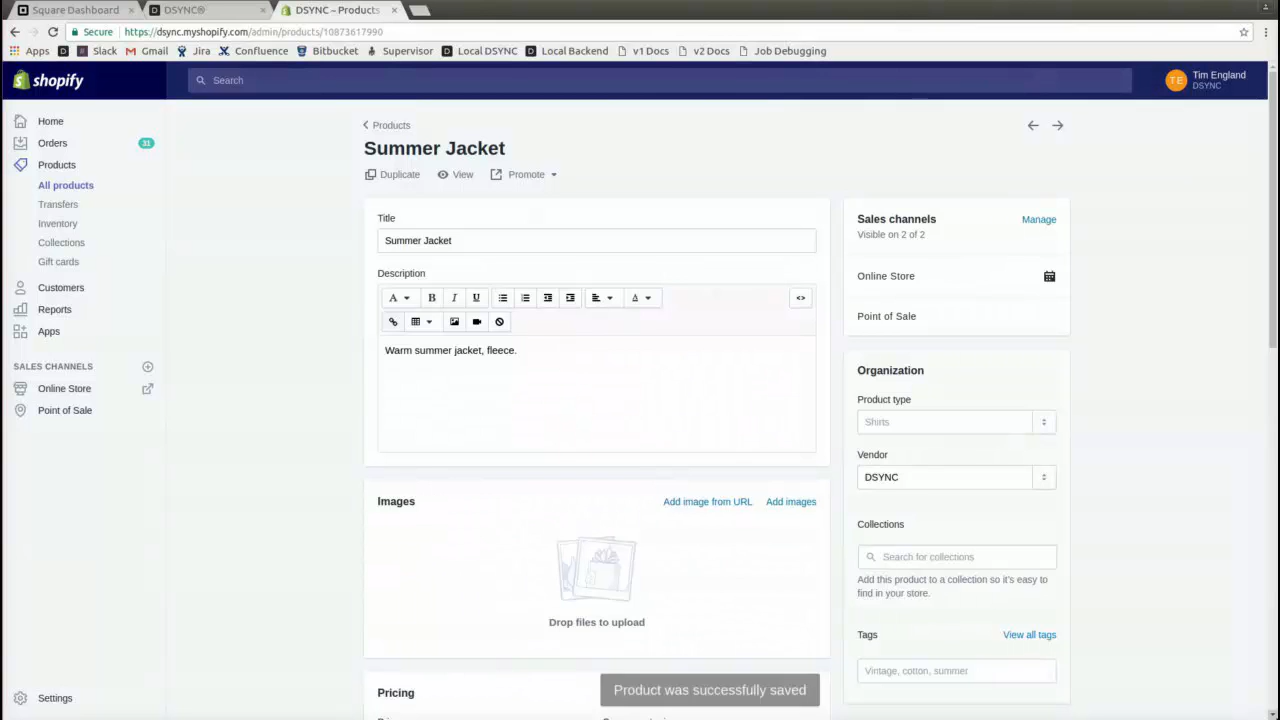 Square Dashboard
DSYNC®
DSYNC ~ Products
Secure
https://dsync.myshopify.com/admin/products/10873617990
Apps
Slack
Gmail
Jira
Confluence
Bitbucket
Supervisor
Local DSYNC
Local Backend
v1 Docs
v2 Docs
Job Debugging
shopify
Search
TE
Tim England
DSYNC
Home
Orders
31
Products
All products
Transfers
Inventory
Collections
Gift cards
Customers
Reports
Apps
SALES CHANNELS
Online Store
Point of Sale
Settings
Products
Summer Jacket
Duplicate
View
Promote
Title
Summer Jacket
Description
A
B
I
U
A
<>
Warm summer jacket, fleece.
Images
Add image from URL
Add images
Drop files to upload
Pricing
Product was successfully saved
Sales channels
Manage
Visible on 2 of 2
Online Store
Point of Sale
Organization
Product type
Shirts
Vendor
DSYNC
Collections
Search for collections
Add this product to a collection so it's easy to
find in your store.
Tags
View all tags
Vintage, cotton, summer